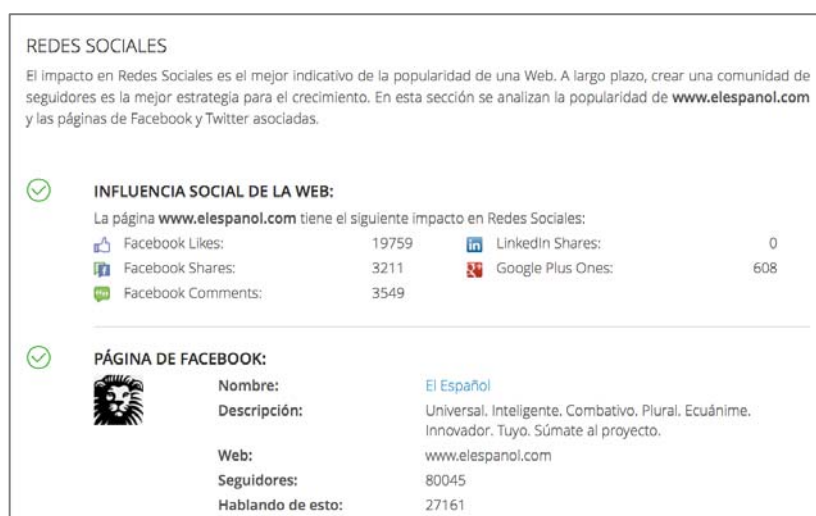 REDES SOCIALES
El impacto en Redes Sociales es el mejor indicativo de la popularidad de una Web. A largo plazo, crear una comunidad de
seguidores es la mejor estrategia para el crecimiento. En esta sección se analizan la popularidad de www.elespanol.com
y las páginas de Facebook y Twitter asociadas.
INFLUENCIA SOCIAL DE LA WEB:
La página www.elespanol.com tiene el siguiente impacto en Redes Sociales:
Facebook Likes: 19759 LinkedIn Shares: 0
Facebook Shares: 3211 Google Plus Ones: 608
Facebook Comments: 3549
PÁGINA DE FACEBOOK:
Nombre: El Español
Descripción: Universal. Inteligente. Combativo. Plural. Ecuánime.
Innovador. Tuyo. Súmate al proyecto.
Web: www.elespanol.com
Seguidores: 80045
Hablando de esto: 27161